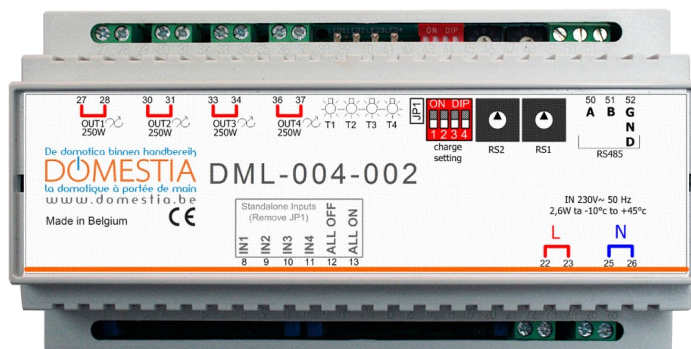 ON DIP
27 28 30 31 33 34 36 37
OUT1 OUT2 OUT3 OUT4
250W 250W 250W 250W
T1 T2 T3 T4
JP1
ON DIP
1 2 3 4
charge
setting
RS2
RS1
50 51 52
A B G
N
D
RS485
De domotica binnen handbereik
DOMESTIA
la domotique à portée de main
www.domestia.be
Made in Belgium
CE
DML-004-002
Standalone Inputs
(Remove JP1)
IN1 IN2 IN3 IN4 ALL OFF ALL ON
8 9 10 11 12 13
IN 230V~ 50 Hz
2,6W ta -10°c to +45°c
L N
22 23 25 26